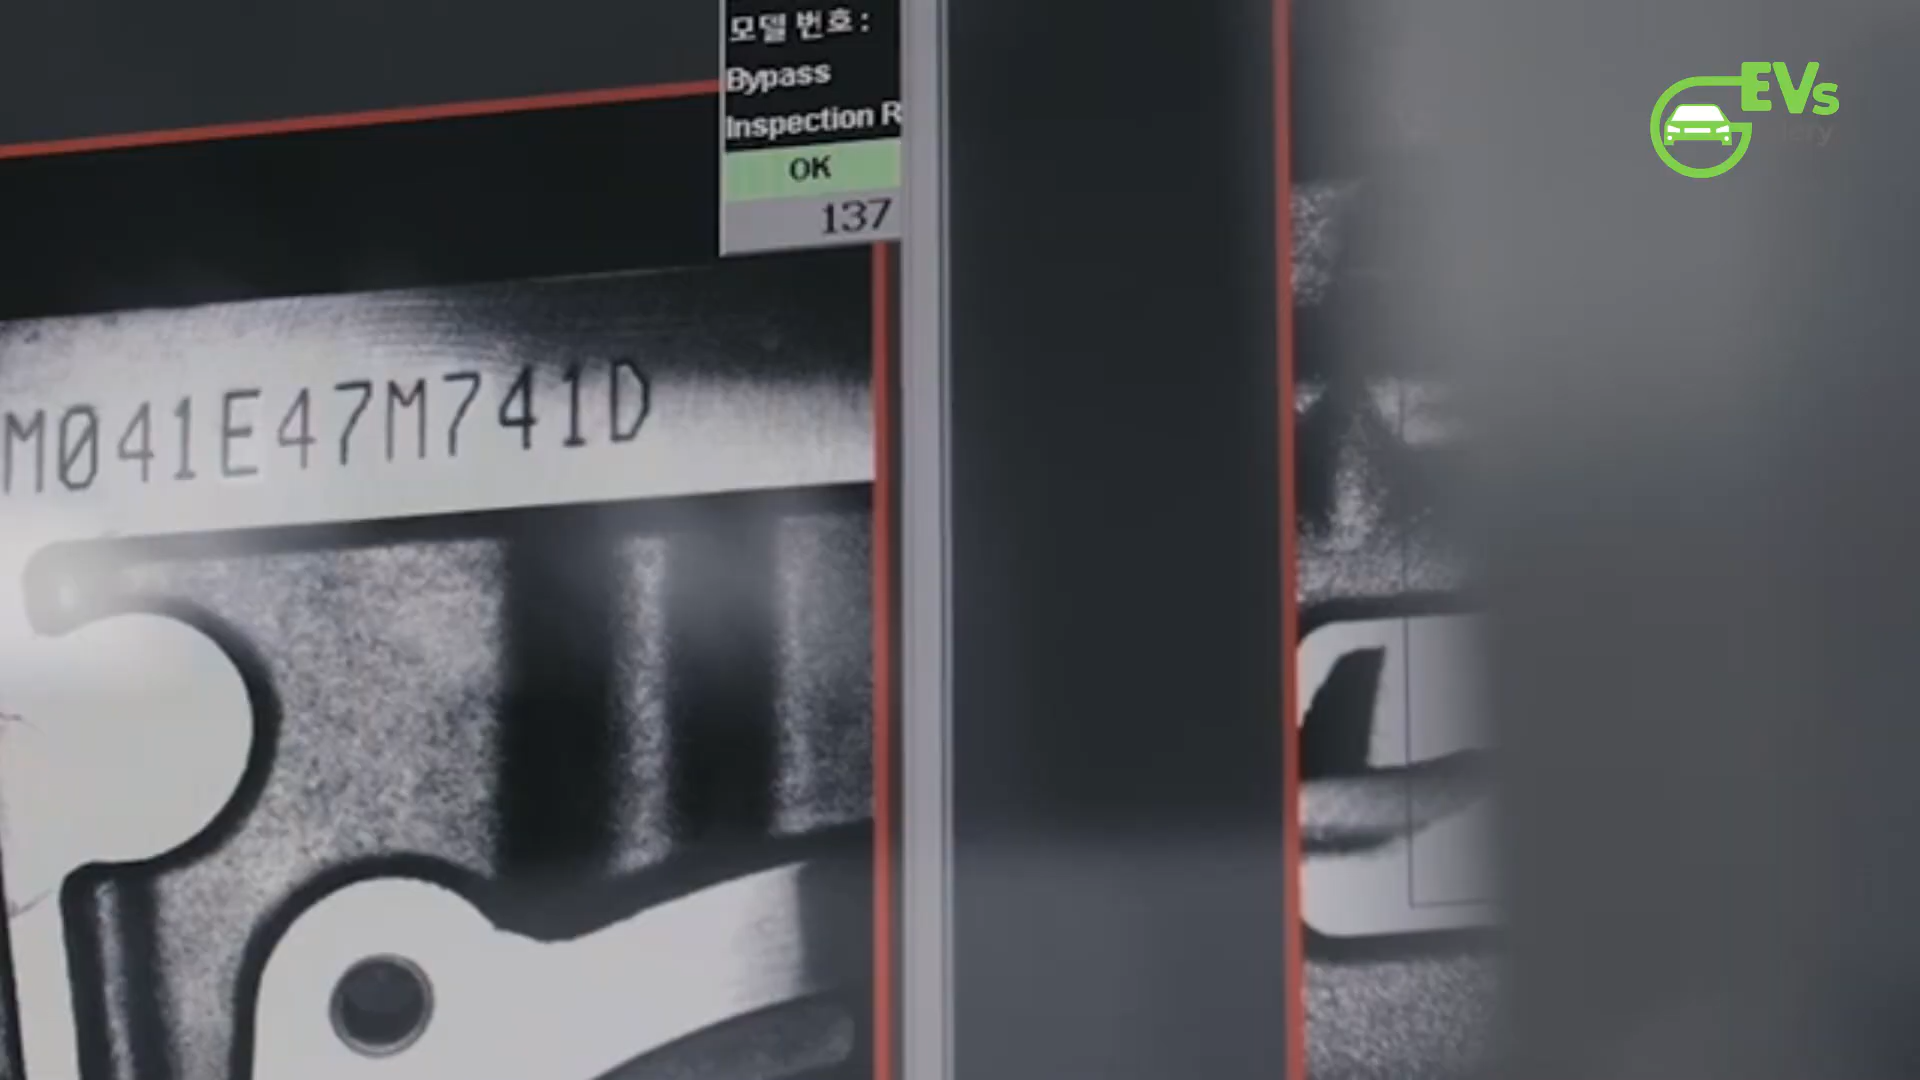 모델 번호 :
Bypass
Inspection R
OK
137
EVs
M041E47M741D